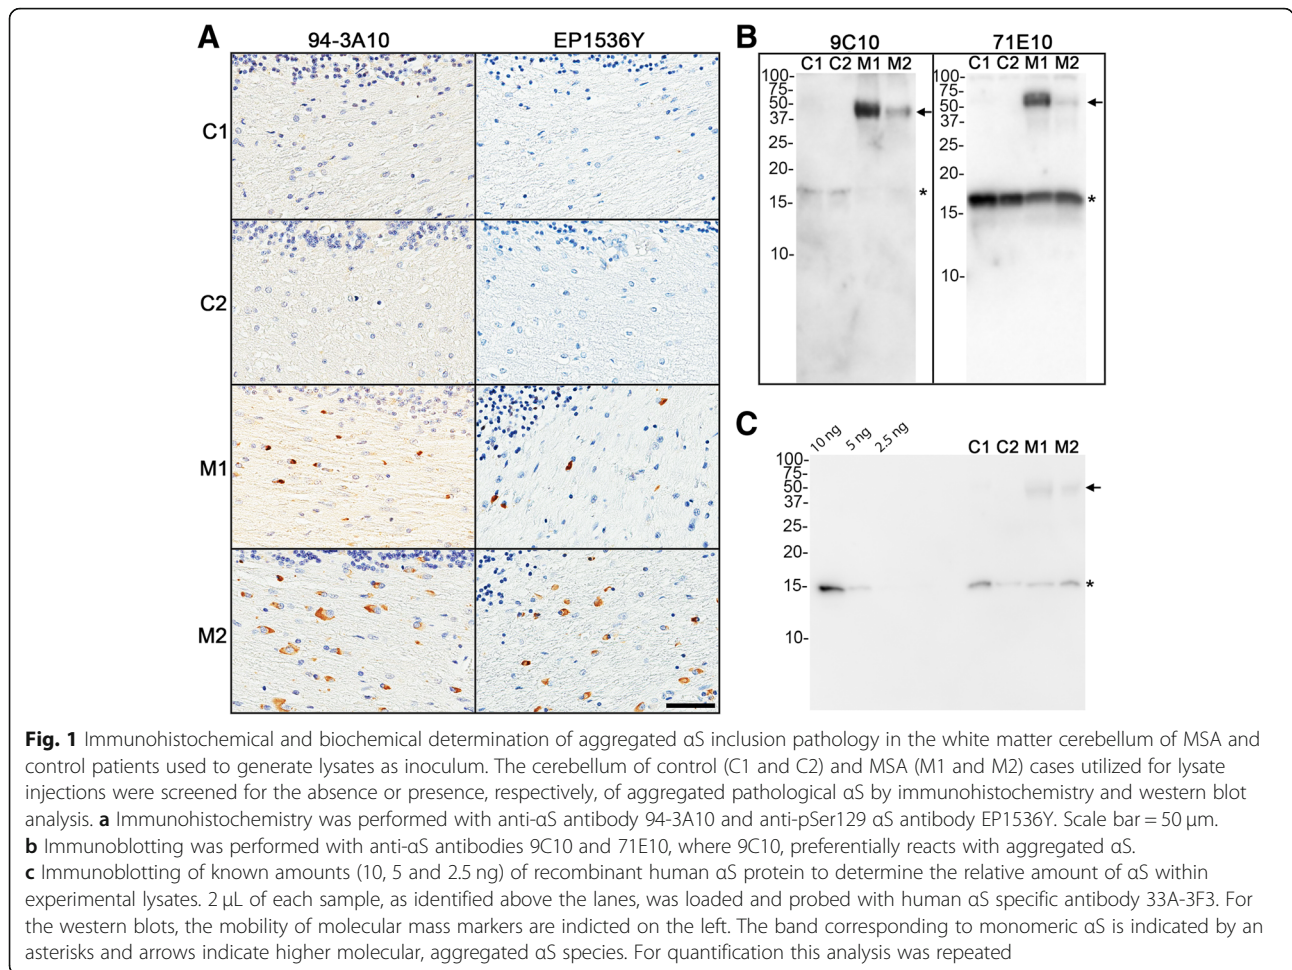 A
94-3A10 EP1536Y
C1
C2
M1
M2
B
9C10 71E10
C1 C2 M1 M2 C1 C2 M1 M2
100-
75-
50-
37-
25-
20-
15-
10-
*
100-
75-
50-
37-
25-
20-
15-
10-
*
C
10 ng 5 ng 2.5 ng C1 C2 M1 M2
100-
75-
50-
37-
25-
20-
15-
10-
*
Fig. 1 Immunohistochemical and biochemical determination of aggregated αS inclusion pathology in the white matter cerebellum of MSA and
control patients used to generate lysates as inoculum. The cerebellum of control (C1 and C2) and MSA (M1 and M2) cases utilized for lysate
injections were screened for the absence or presence, respectively, of aggregated pathological αS by immunohistochemistry and western blot
analysis. a Immunohistochemistry was performed with anti-αS antibody 94-3A10 and anti-pSer129 αS antibody EP1536Y. Scale bar = 50 μm.
b Immunoblotting was performed with anti-αS antibodies 9C10 and 71E10, where 9C10, preferentially reacts with aggregated αS.
c Immunoblotting of known amounts (10, 5 and 2.5 ng) of recombinant human αS protein to determine the relative amount of αS within
experimental lysates. 2 μL of each sample, as identified above the lanes, was loaded and probed with human αS specific antibody 33A-3F3. For
the western blots, the mobility of molecular mass markers are indicted on the left. The band corresponding to monomeric αS is indicated by an
asterisks and arrows indicate higher molecular, aggregated αS species. For quantification this analysis was repeated